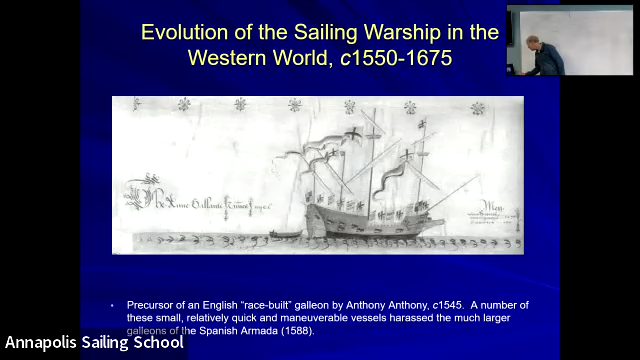 Evolution of the Sailing Warship in the
Western World, c1550-1675
Precursor of an English “race-built” galleon by Anthony Anthony, c1545. A number of
these small, relatively quick and maneuverable vessels harassed the much larger
galleons of the Spanish Armada (1588).
Annapolis Sailing School